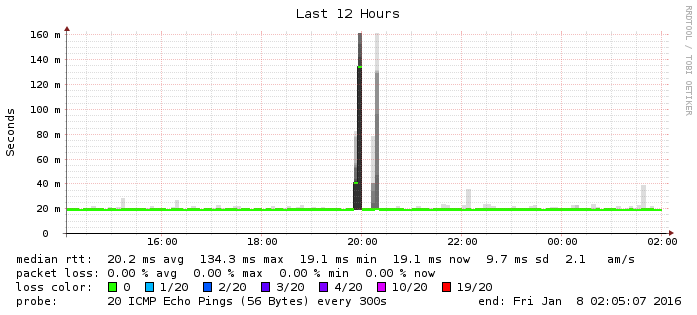 Last 12 Hours
RRDTOOL / TOBI OETIKER
Seconds
160 m
140 m
120 m
100 m
80 m
60 m
40 m
20 m
0
16:00 18:00 20:00 22:00 00:00 02:00
median rtt: 20.2 ms avg 134.3 ms max 19.1 ms min 19.1 ms now 9.7 ms sd 2.1 am/s
packet loss: 0.00 % avg 0.00 % max 0.00 % min 0.00 % now
loss color: 0 1/20 2/20 3/20 4/20 10/20 19/20
probe: 20 ICMP Echo Pings (56 Bytes) every 300s end: Fri Jan 8 02:05:07 2016